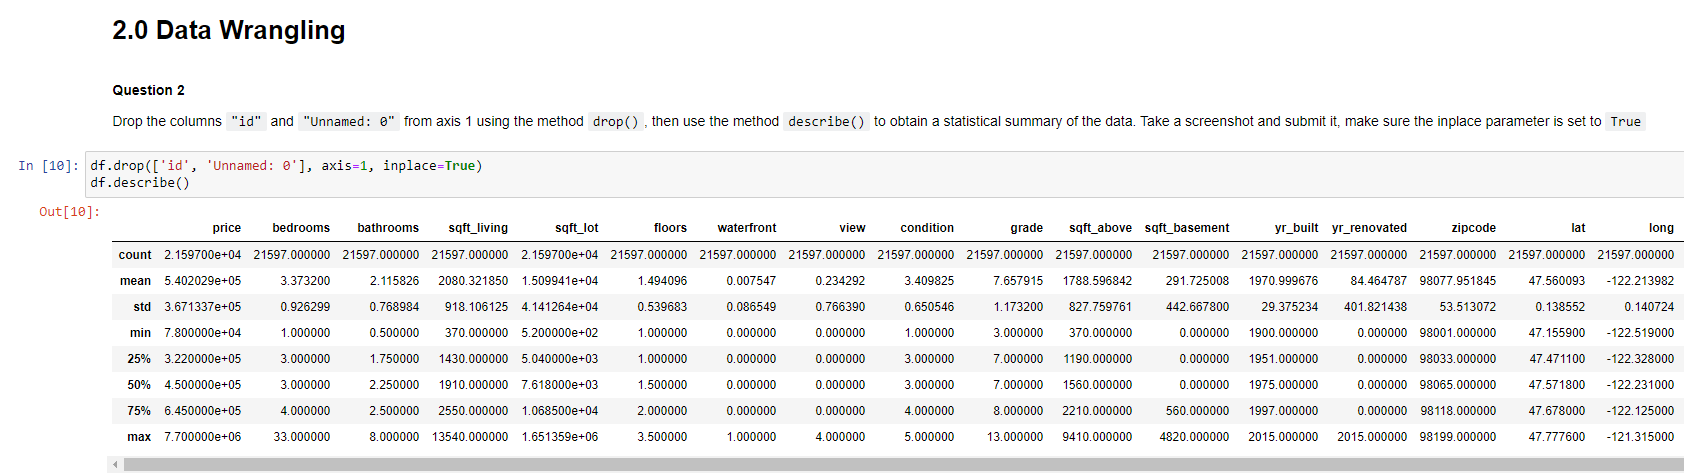 2.0 Data Wrangling
Question 2
Drop the columns "id" and "Unnamed: 0" from axis 1 using the method drop() , then use the method describe() to obtain a statistical summary of the data. Take a screenshot and submit it, make sure the inplace parameter is set to True
In [10]: df.drop(['id', 'Unnamed: 0'], axis=1, inplace=True)
df.describe()
Out[10]:
price bedrooms bathrooms sqft_living sqft_lot floors waterfront view condition grade sqft_above sqft_basement yr_built yr_renovated zipcode lat long
count 2.159700e+04 21597.000000 21597.000000 21597.000000 2.159700e+04 21597.000000 21597.000000 21597.000000 21597.000000 21597.000000 21597.000000 21597.000000 21597.000000 21597.000000 21597.000000 21597.000000 21597.000000
mean 5.402029e+05 3.373200 2.115826 2080.321850 1.509941e+04 1.494096 0.007547 0.234292 3.409825 7.657915 1788.596842 291.725008 1970.999676 84.464787 98077.951845 47.560093 -122.213982
std 3.671337e+05 0.926299 0.768984 918.106125 4.141264e+04 0.539683 0.086549 0.766390 0.650546 1.173200 827.759761 442.667800 29.375234 401.821438 53.513072 0.138552 0.140724
min 7.800000e+04 1.000000 0.500000 370.000000 5.200000e+02 1.000000 0.000000 0.000000 1.000000 3.000000 370.000000 0.000000 1900.000000 0.000000 98001.000000 47.155900 -122.519000
25% 3.220000e+05 3.000000 1.750000 1430.000000 5.040000e+03 1.000000 0.000000 0.000000 3.000000 7.000000 1190.000000 0.000000 1951.000000 0.000000 98033.000000 47.471100 -122.328000
50% 4.500000e+05 3.000000 2.250000 1910.000000 7.618000e+03 1.500000 0.000000 0.000000 3.000000 7.000000 1560.000000 0.000000 1975.000000 0.000000 98065.000000 47.571800 -122.231000
75% 6.450000e+05 4.000000 2.500000 2550.000000 1.068500e+04 2.000000 0.000000 0.000000 4.000000 8.000000 2210.000000 560.000000 1997.000000 0.000000 98118.000000 47.678000 -122.125000
max 7.700000e+06 33.000000 8.000000 13540.000000 1.651359e+06 3.500000 1.000000 4.000000 5.000000 13.000000 9410.000000 4820.000000 2015.000000 2015.000000 98199.000000 47.777600 -121.315000